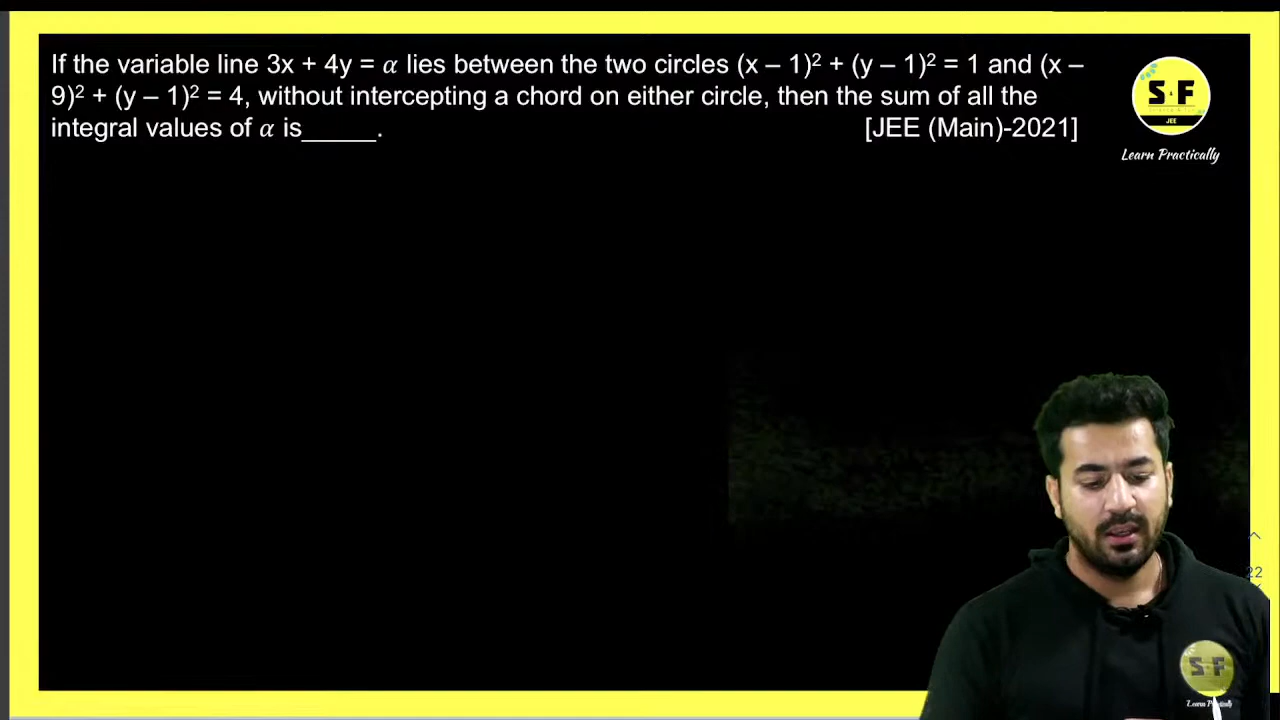 If the variable line 3x + 4y = α lies between the two circles (x – 1)² + (y – 1)² = 1 and (x –
9)² + (y – 1)² = 4, without intercepting a chord on either circle, then the sum of all the
integral values of α is_____.
[JEE (Main)-2021]
S&F
JEE
Learn Practically
22
S&F